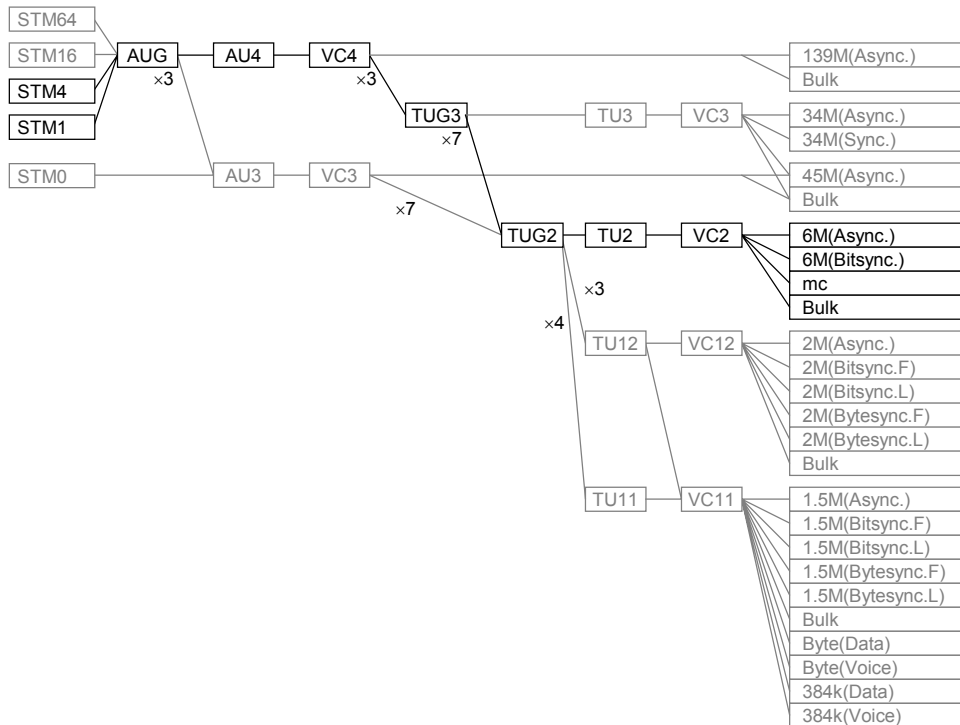 STM64
STM16 AUG AU4 VC4 139M(Async.)
×3 ×3 Bulk
STM4
TUG3 TU3 VC3 34M(Async.)
STM1 ×7 34M(Sync.)
STM0 AU3 VC3 45M(Async.)
Bulk
×7
TUG2 TU2 VC2 6M(Async.)
6M(Bitsync.)
×3 mc
Bulk
×4
TU12 VC12 2M(Async.)
2M(Bitsync.F)
2M(Bitsync.L)
2M(Bytesync.F)
2M(Bytesync.L)
Bulk
TU11 VC11 1.5M(Async.)
1.5M(Bitsync.F)
1.5M(Bitsync.L)
1.5M(Bytesync.F)
1.5M(Bytesync.L)
Bulk
Byte(Data)
Byte(Voice)
384k(Data)
384k(Voice)